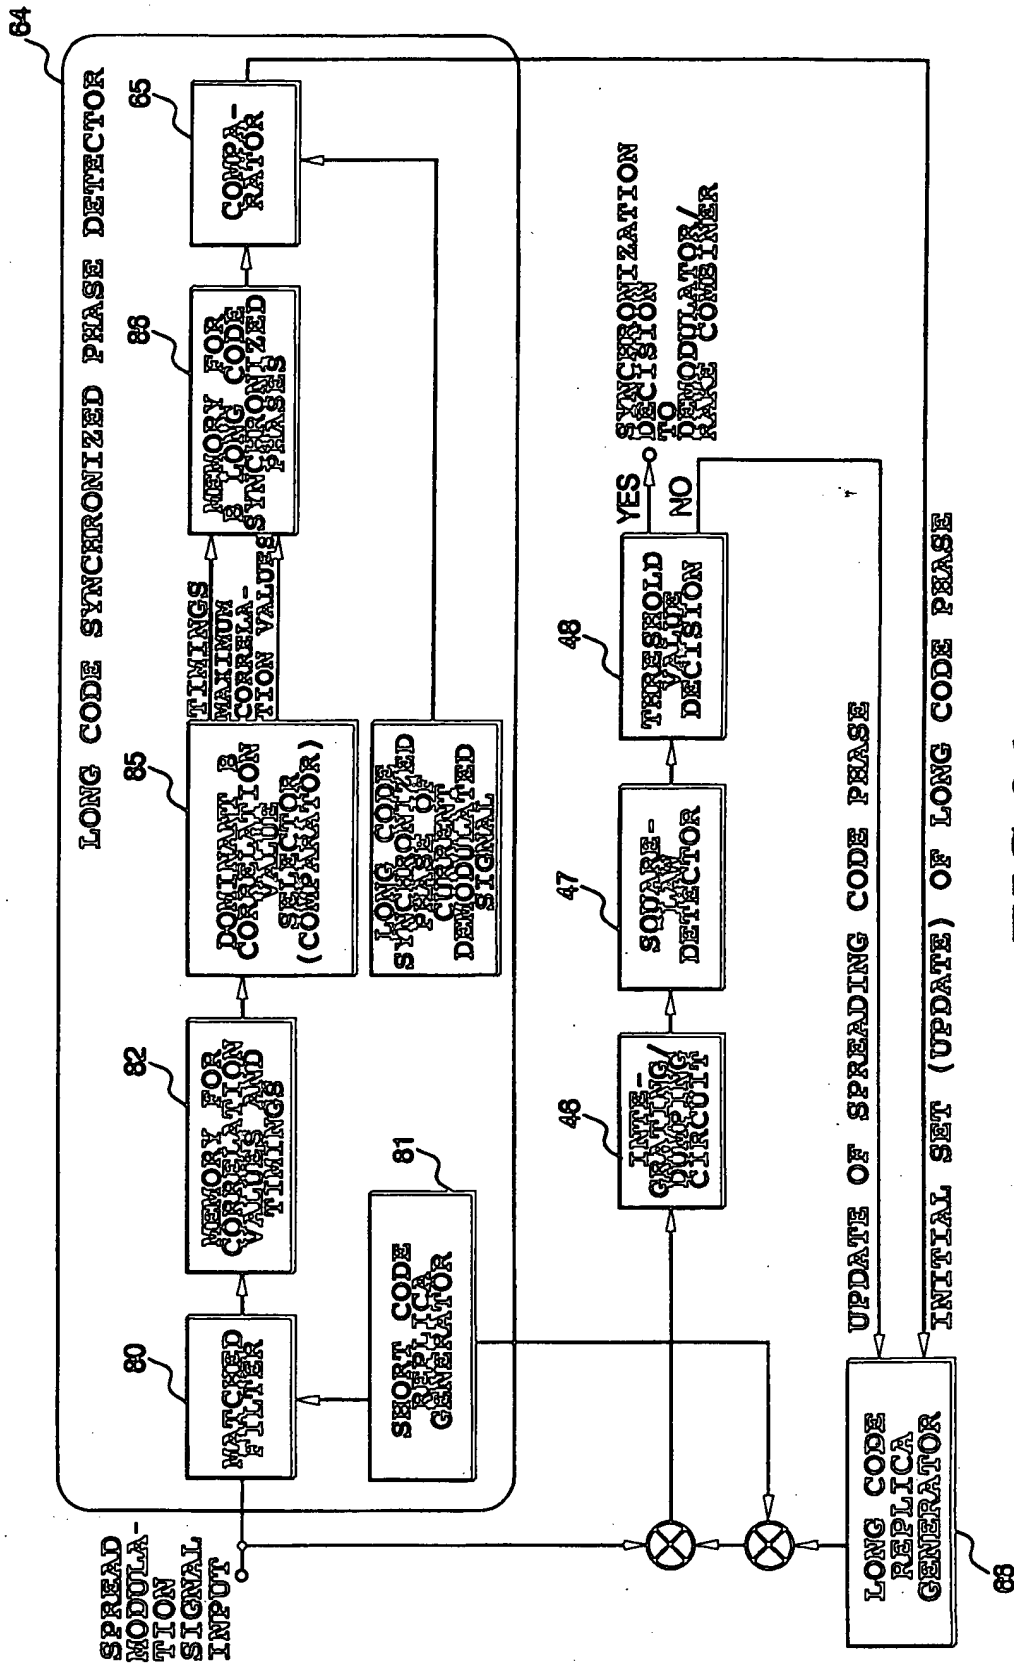 64
LONG CODE SYNCHRONIZED PHASE DETECTOR
SPREAD
MODULA-
TION
SIGNAL
INPUT
80
MATCHED
FILTER
82
MEMORY FOR
CORRELATION
VALUES AND
TIMINGS
85
DOMINANT B
CORRELATION
VALUE
SELECTOR
(COMPARATOR)
TIMINGS
MAXIMUM
CORRELA-
TION VALUES
86
MEMORY FOR
B LONG CODE
SYNCHRONIZED
PHASES
65
COMPA-
RATOR
81
SHORT CODE
REPLICA
GENERATOR
LONG CODE
SYNCHRONIZED
PHASE OF
CURRENT
DEMODULATED
SIGNAL
46
INTE-
GRATING/
DUMPING
CIRCUIT
47
SQUARE-
LAW
DETECTOR
48
THRESHOLD
VALUE
DECISION
YES
NO
SYNCHRONIZATION
DECISION
TO
DEMODULATOR/
RAKE COMBINER
UPDATE OF SPREADING CODE PHASE
INITIAL SET (UPDATE) OF LONG CODE PHASE
LONG CODE
REPLICA
GENERATOR